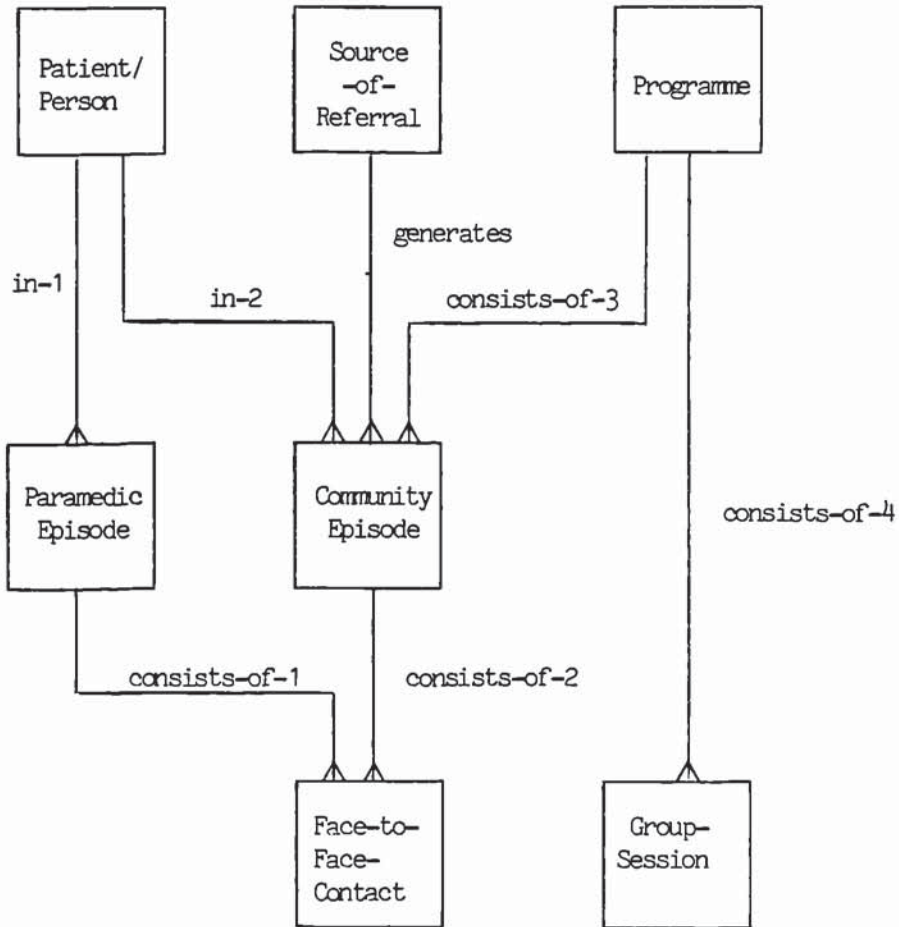 Patient/
Person
Source
-of-
Referral
Programme
generates
in-1
in-2
consists-of-3
Paramedic
Episode
Community
Episode
consists-of-4
consists-of-1
consists-of-2
Face-to-
Face-
Contact
Group-
Session